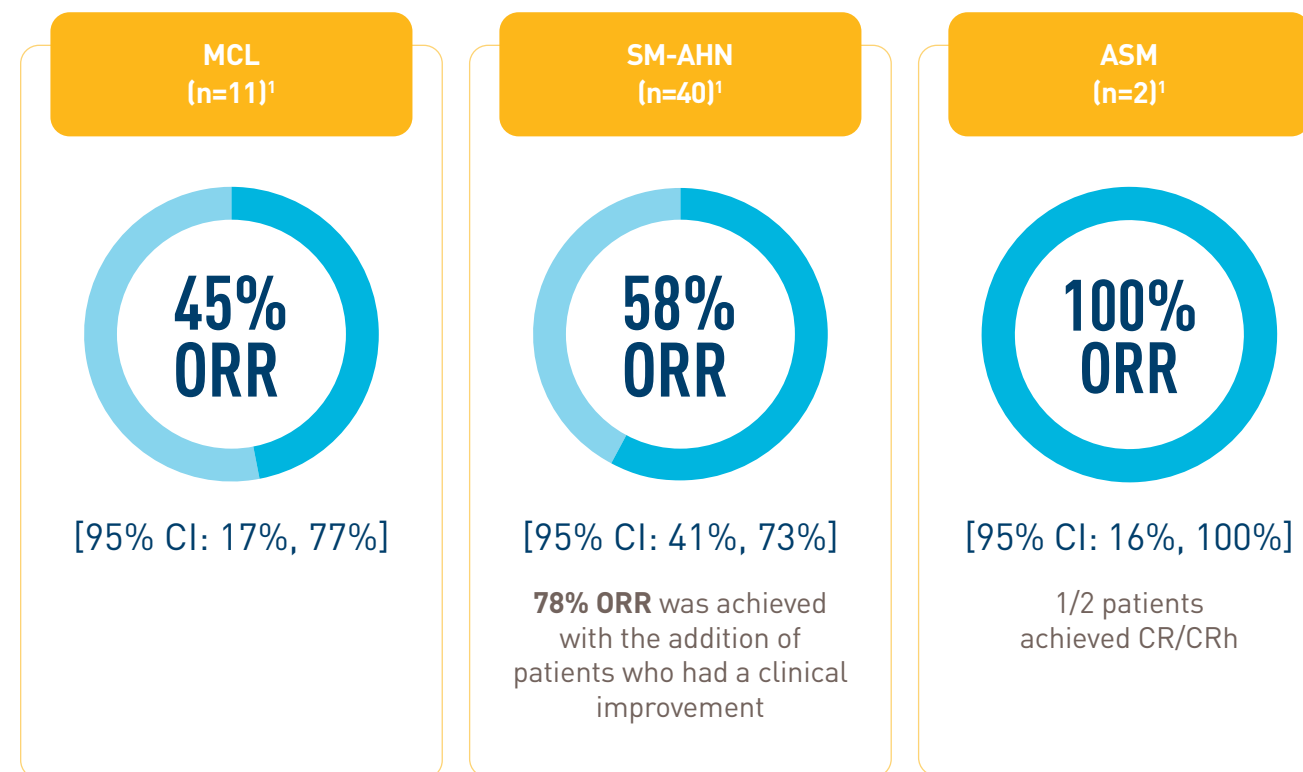 MCL
(n=11)¹
45%
ORR
[95% CI: 17%, 77%]
SM-AHN
(n=40)¹
58%
ORR
[95% CI: 41%, 73%]
78% ORR was achieved
with the addition of
patients who had a clinical
improvement
ASM
(n=2)¹
100%
ORR
[95% CI: 16%, 100%]
1/2 patients
achieved CR/CRh